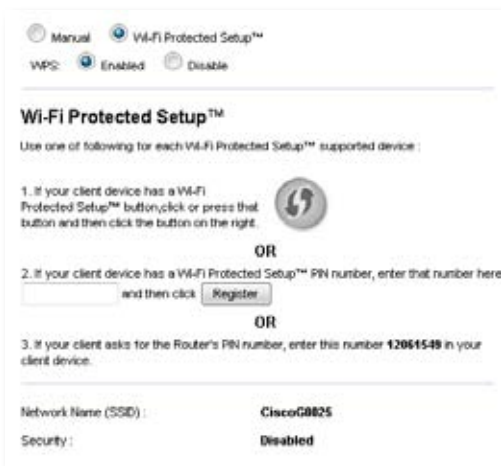 Manual Wi-Fi Protected Setup™
WPS: Enabled Disable
Wi-Fi Protected Setup™
Use one of following for each Wi-Fi Protected Setup™ supported device :
1. If your client device has a Wi-Fi
Protected Setup™ button,click or press that
button and then click the button on the right.
OR
2. If your client device has a Wi-Fi Protected Setup™ PIN number, enter that number here
and then click Register
OR
3. If your client asks for the Router's PIN number, enter this number 12061549 in your
client device.
Network Name (SSID) : CiscoG0025
Security : Disabled